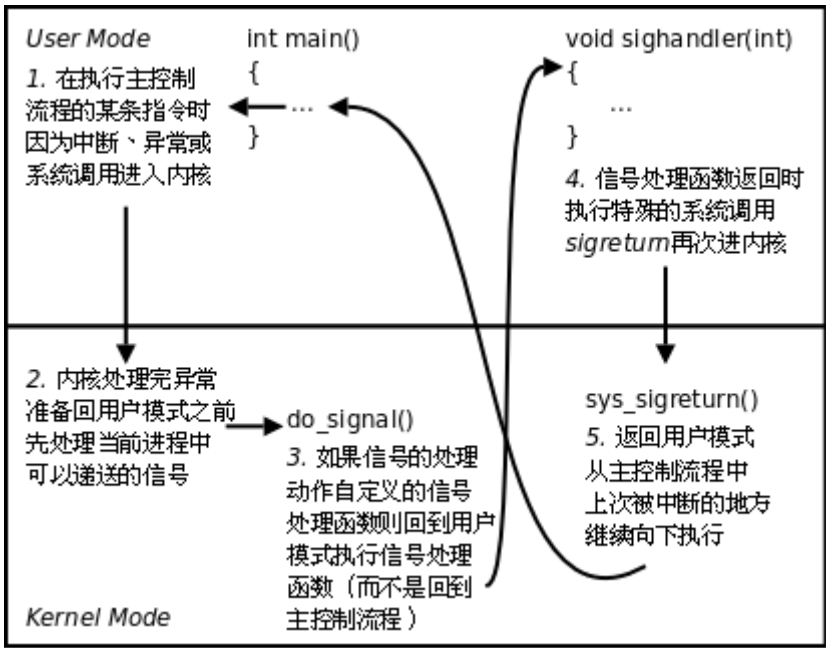 User Mode
int main()
{
...
}
void sighandler(int)
{
...
}
1. 在执行主控制
流程的某条指令时
因为中断、异常或
系统调用进入内核
4. 信号处理函数返回时
执行特殊的系统调用
sigreturn再次进内核
2. 内核处理完异常
准备回用户模式之前
先处理当前进程中
可以递送的信号
do_signal()
3. 如果信号的处理
动作自定义的信号
处理函数则回到用户
模式执行信号处理
函数（而不是回到
主控制流程）
sys_sigreturn()
5. 返回用户模式
从主控制流程中
上次被中断的地方
继续向下执行
Kernel Mode